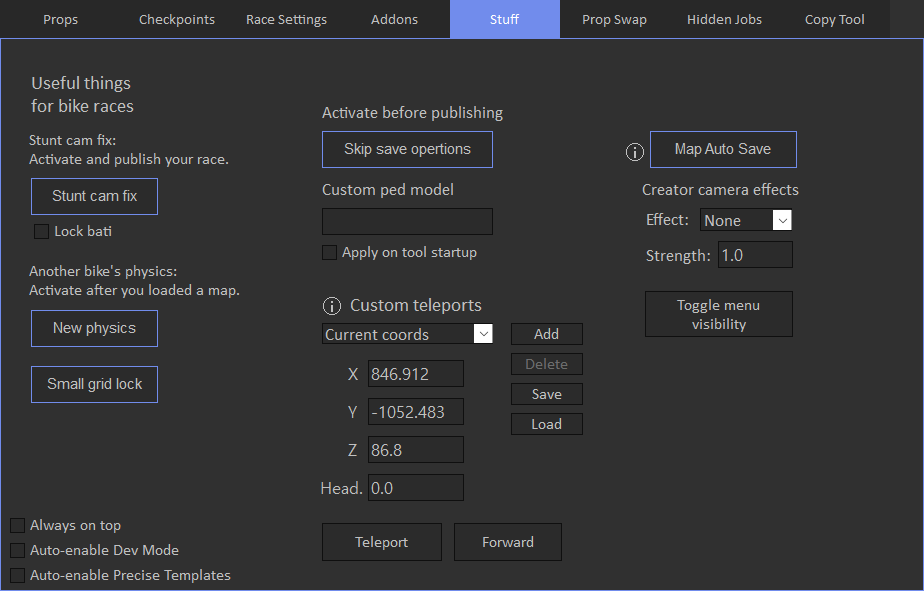 Props Checkpoints Race Settings Addons Stuff Prop Swap Hidden Jobs Copy Tool
Useful things
for bike races
Stunt cam fix:
Activate and publish your race.
Stunt cam fix
Lock bati
Another bike's physics:
Activate after you loaded a map.
New physics
Small grid lock
Always on top
Auto-enable Dev Mode
Auto-enable Precise Templates
Activate before publishing
Skip save opertions
Custom ped model
Apply on tool startup
Custom teleports
Current coords
X 846.912
Y -1052.483
Z 86.8
Head. 0.0
Add
Delete
Save
Load
Teleport
Forward
Map Auto Save
Creator camera effects
Effect: None
Strength: 1.0
Toggle menu
visibility